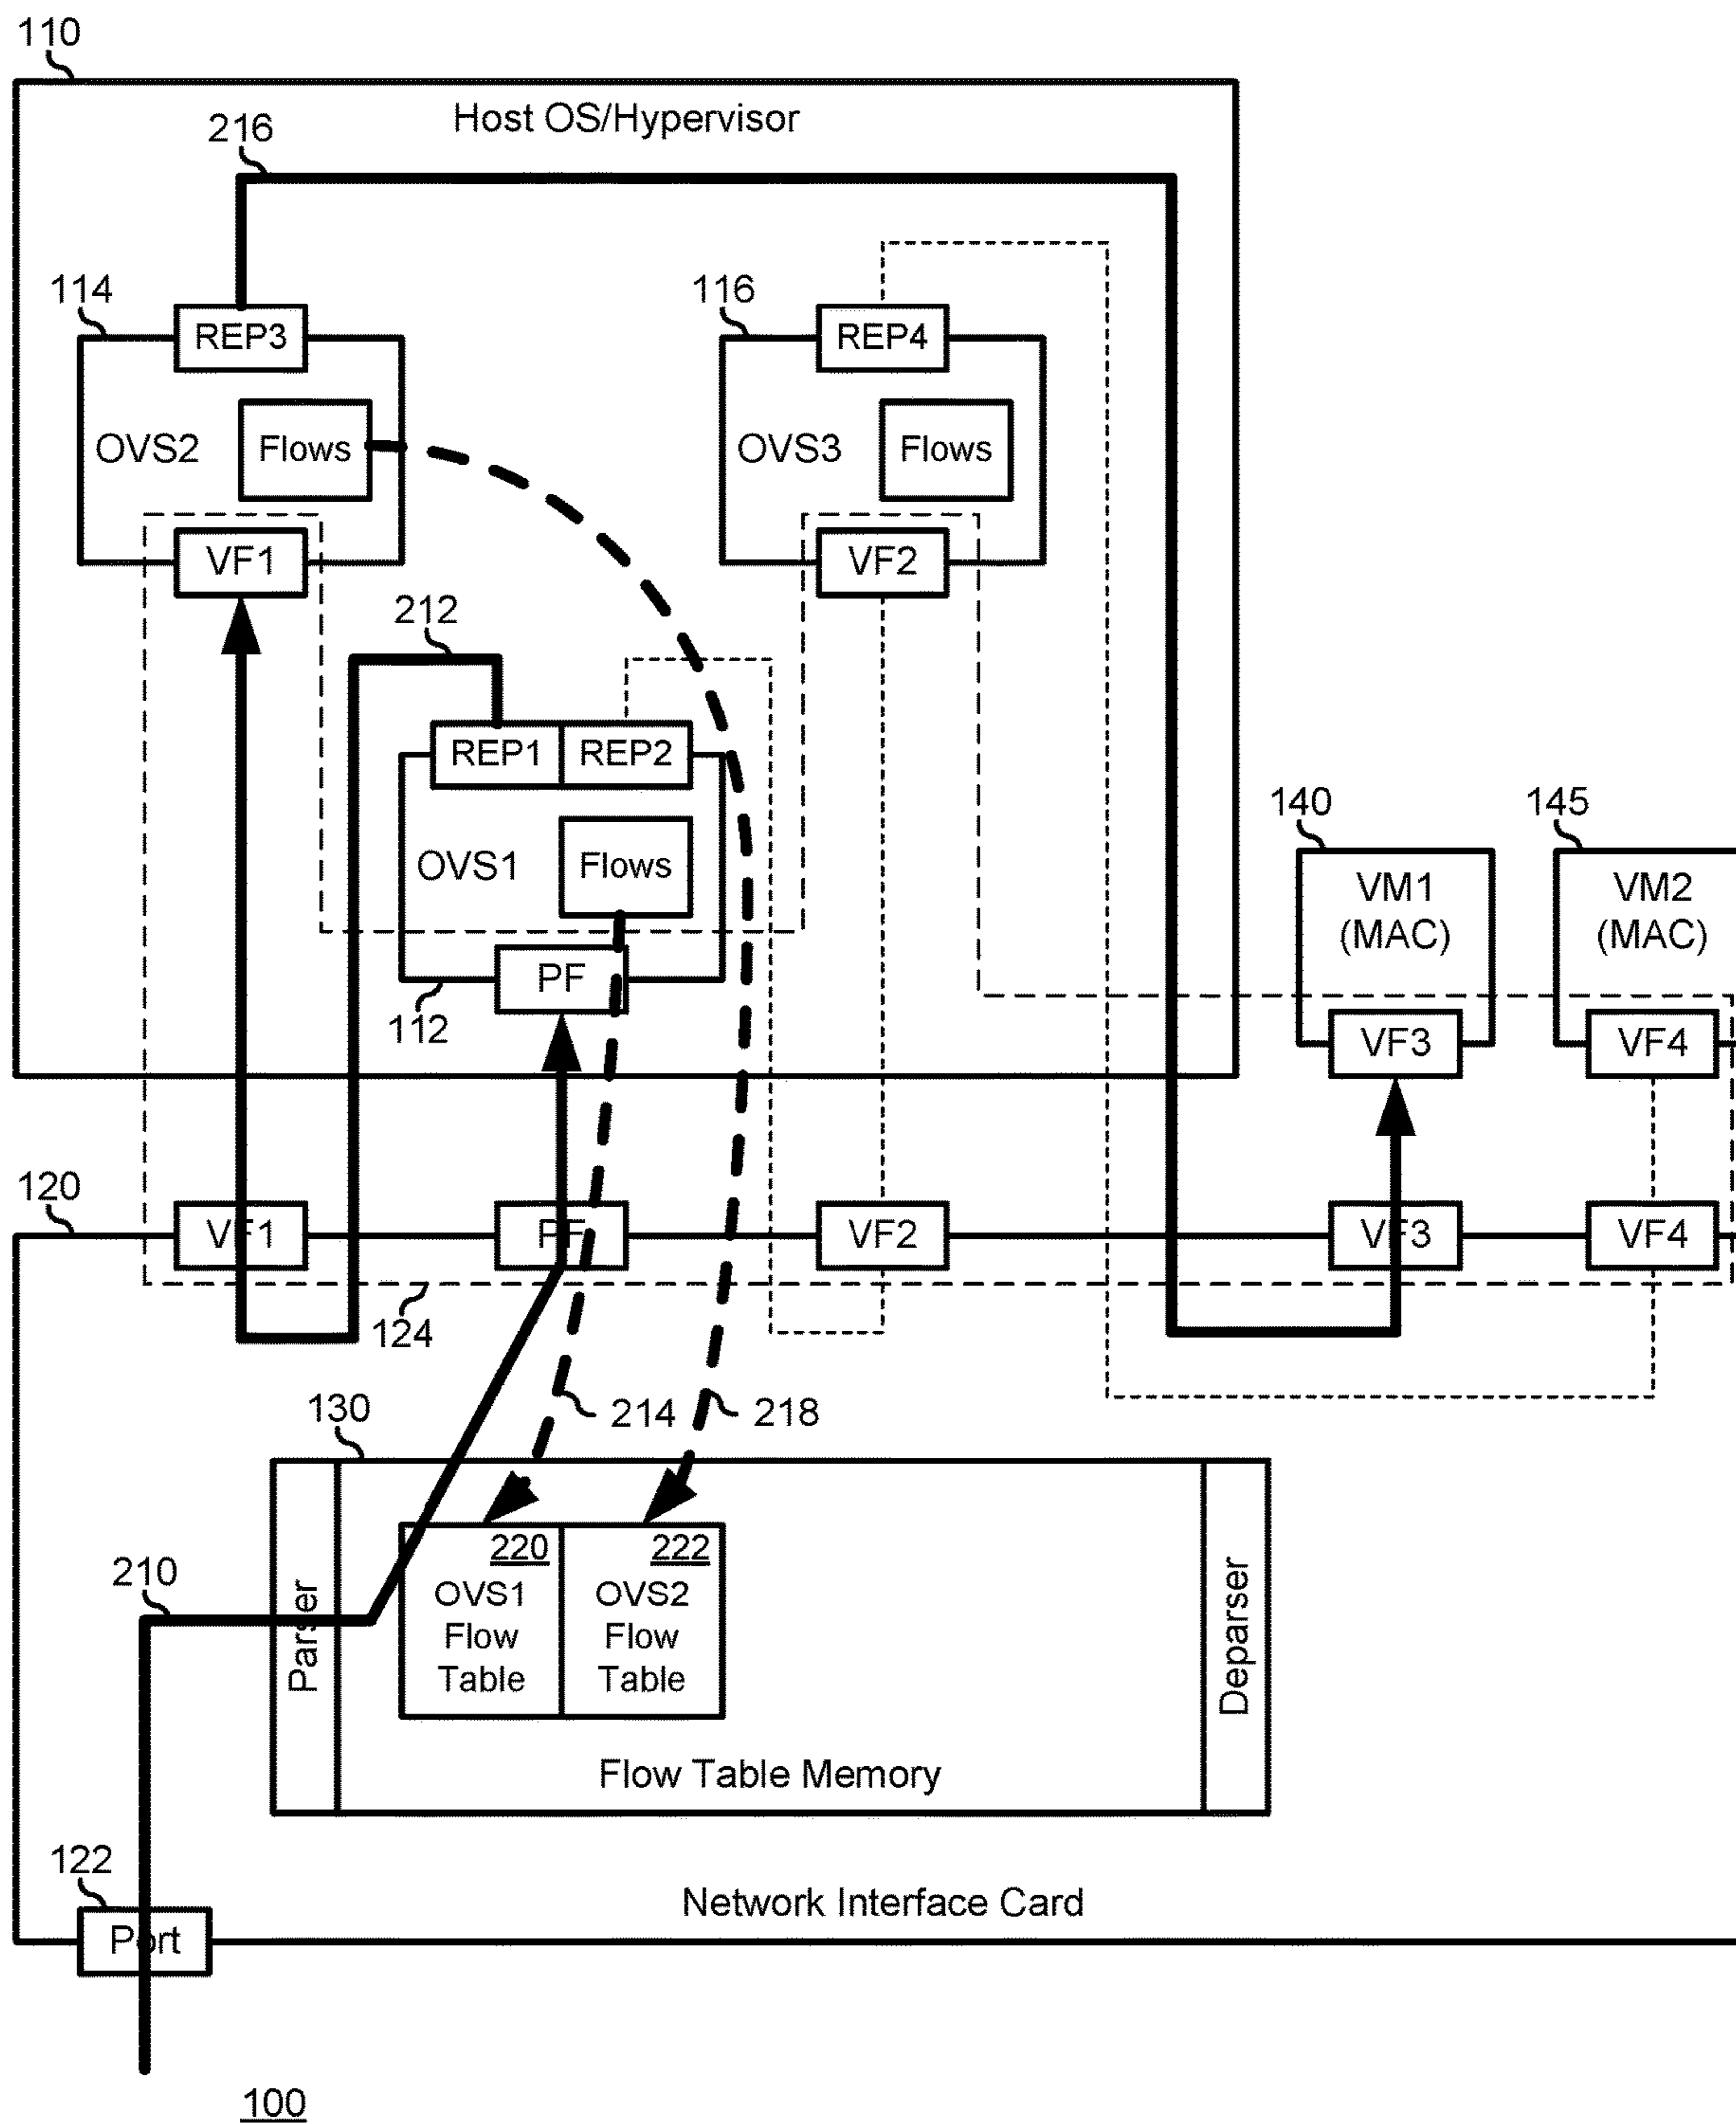 110
Host OS/Hypervisor
216
114
REP3
116
REP4
OVS2
Flows
OVS3
Flows
VF1
VF2
212
REP1
REP2
OVS1
Flows
PF
112
140
145
VM1
(MAC)
VM2
(MAC)
VF3
VF4
120
VF1
PF
VF2
VF3
VF4
124
130
214
218
210
Parser
220
OVS1
Flow
Table
222
OVS2
Flow
Table
Deparser
Flow Table Memory
122
Port
Network Interface Card
100